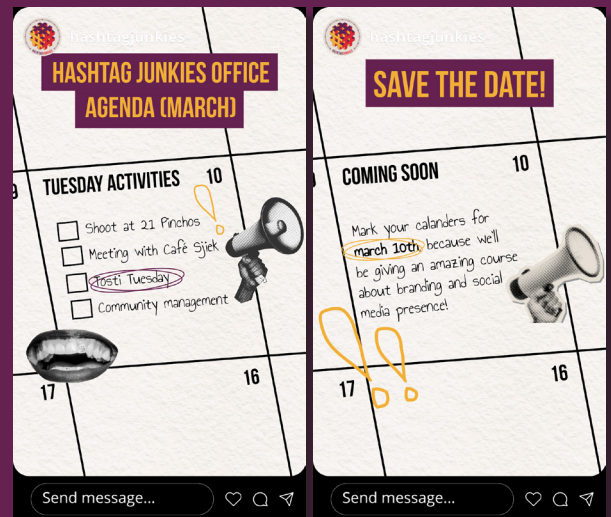 hashtagjunkies
HASHTAG JUNKIES OFFICE
AGENDA (MARCH)
9
10
TUESDAY ACTIVITIES
Shoot at 21 Pinchos
Meeting with Café Sjiek
Tosti Tuesday
Community management
17
16
Send message...
hashtagjunkies
SAVE THE DATE!
10
COMING SOON
Mark your calanders for
march 10th because we'll
be giving an amazing course
about branding and social
media presence!
17
16
Send message...